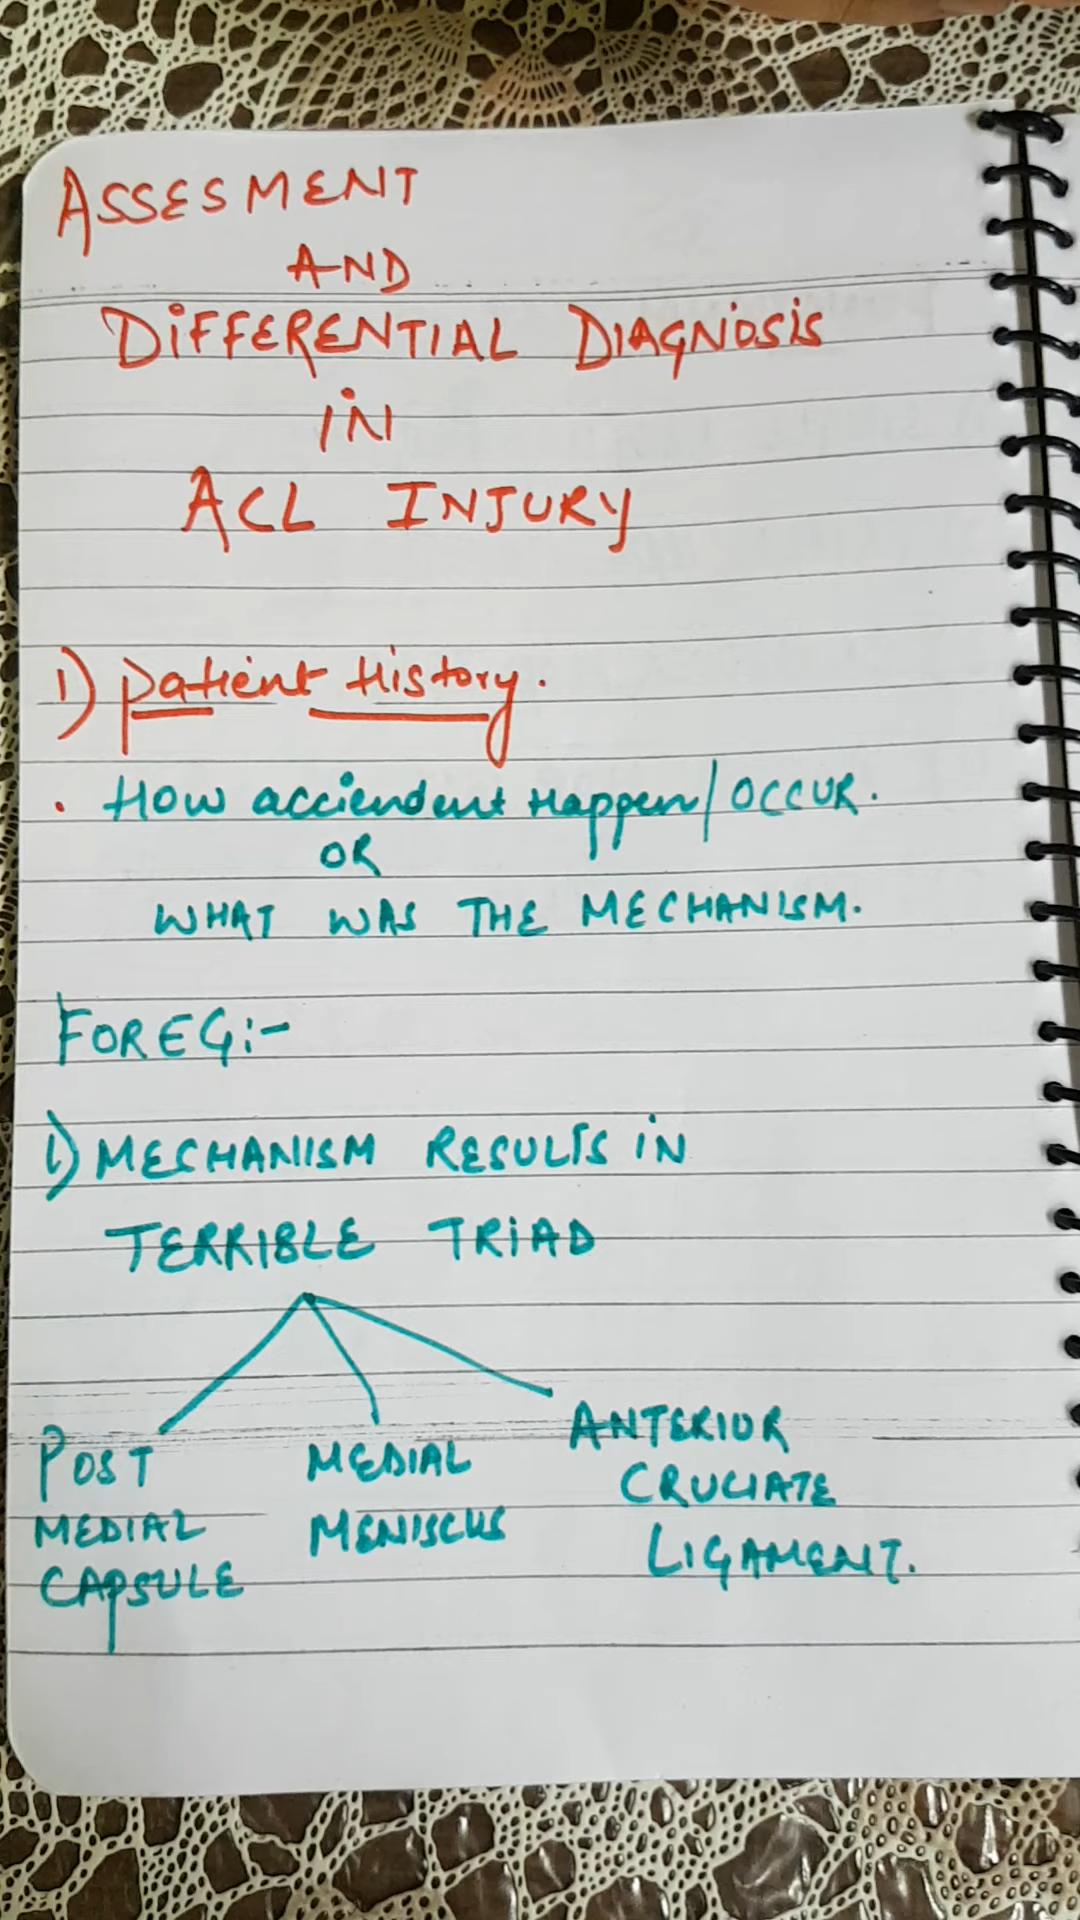 ASSESMENT
AND
DIFFERENTIAL DIAGNOSIS
IN
ACL INJURY
1) Patient History.
. How acciendent Happen/OCCUR.
OR
WHAT WAS THE MECHANISM.
FOREG:-
1) MECHANISM RESULTS IN
TERRIBLE TRIAD
POST MEDIAL CAPSULE
MEDIAL MENISCUS
ANTERIOR CRUCIATE LIGAMENT.